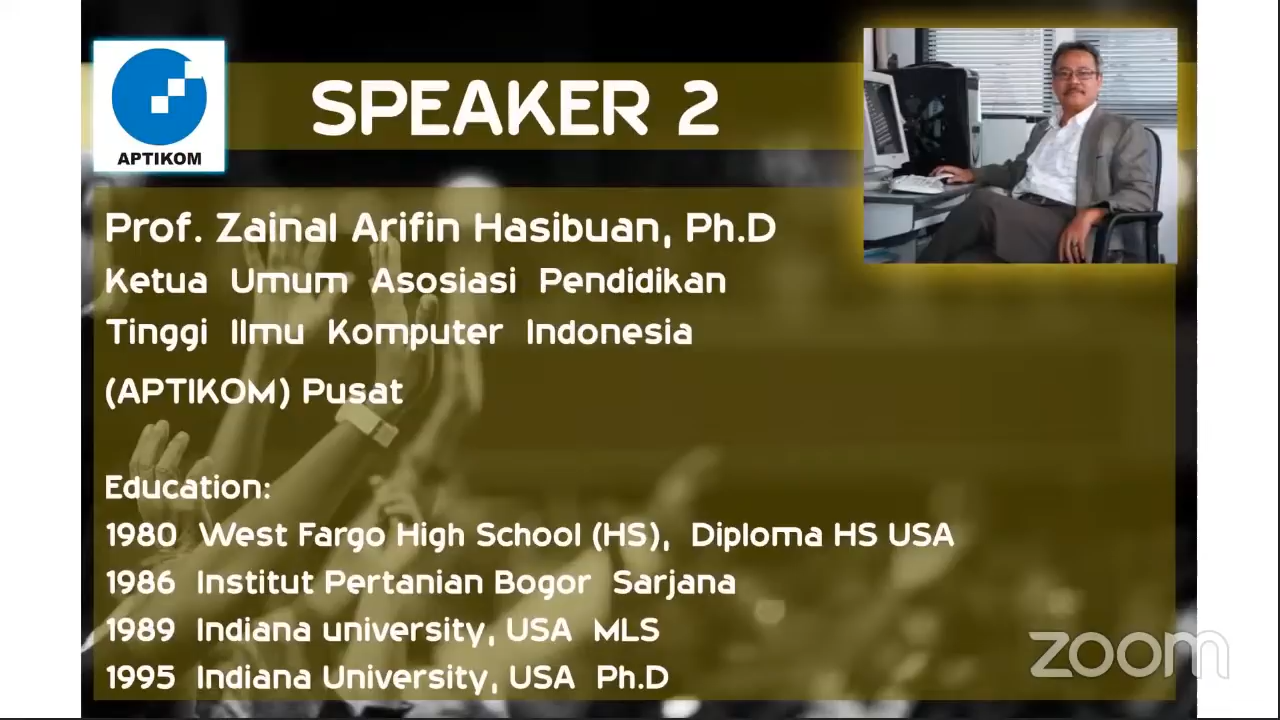 APTIKOM
SPEAKER 2
Prof. Zainal Arifin Hasibuan, Ph.D
Ketua Umum Asosiasi Pendidikan
Tinggi Ilmu Komputer Indonesia
(APTIKOM) Pusat
Education:
1980 West Fargo High School (HS), Diploma HS USA
1986 Institut Pertanian Bogor Sarjana
1989 Indiana university, USA MLS
1995 Indiana University, USA Ph.D
zoom